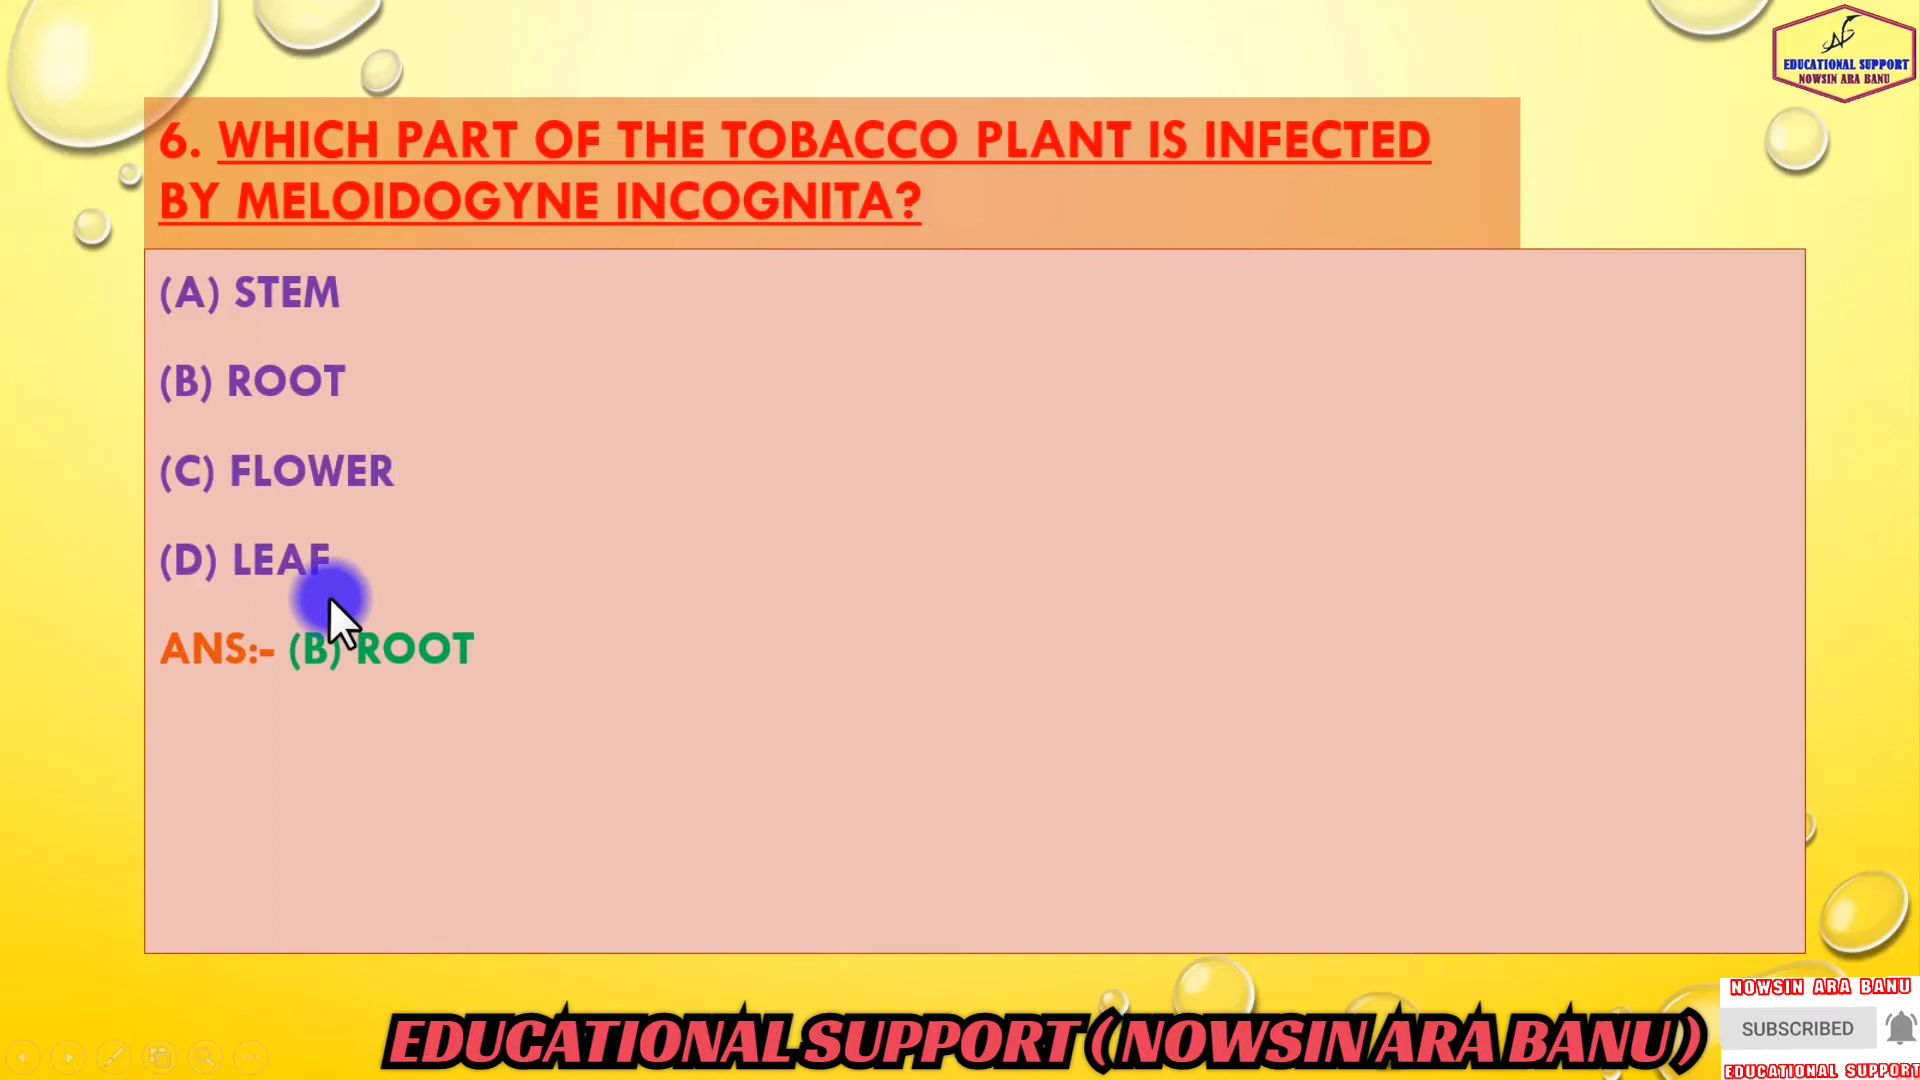 EDUCATIONAL SUPPORT
NOWSIN ARA BANU
6. WHICH PART OF THE TOBACCO PLANT IS INFECTED
BY MELOIDOGYNE INCOGNITA?
(A) STEM
(B) ROOT
(C) FLOWER
(D) LEAF
ANS:- (B) ROOT
EDUCATIONAL SUPPORT (NOWSIN ARA BANU)
NOWSIN ARA BANU
SUBSCRIBED
EDUCATIONAL SUPPORT